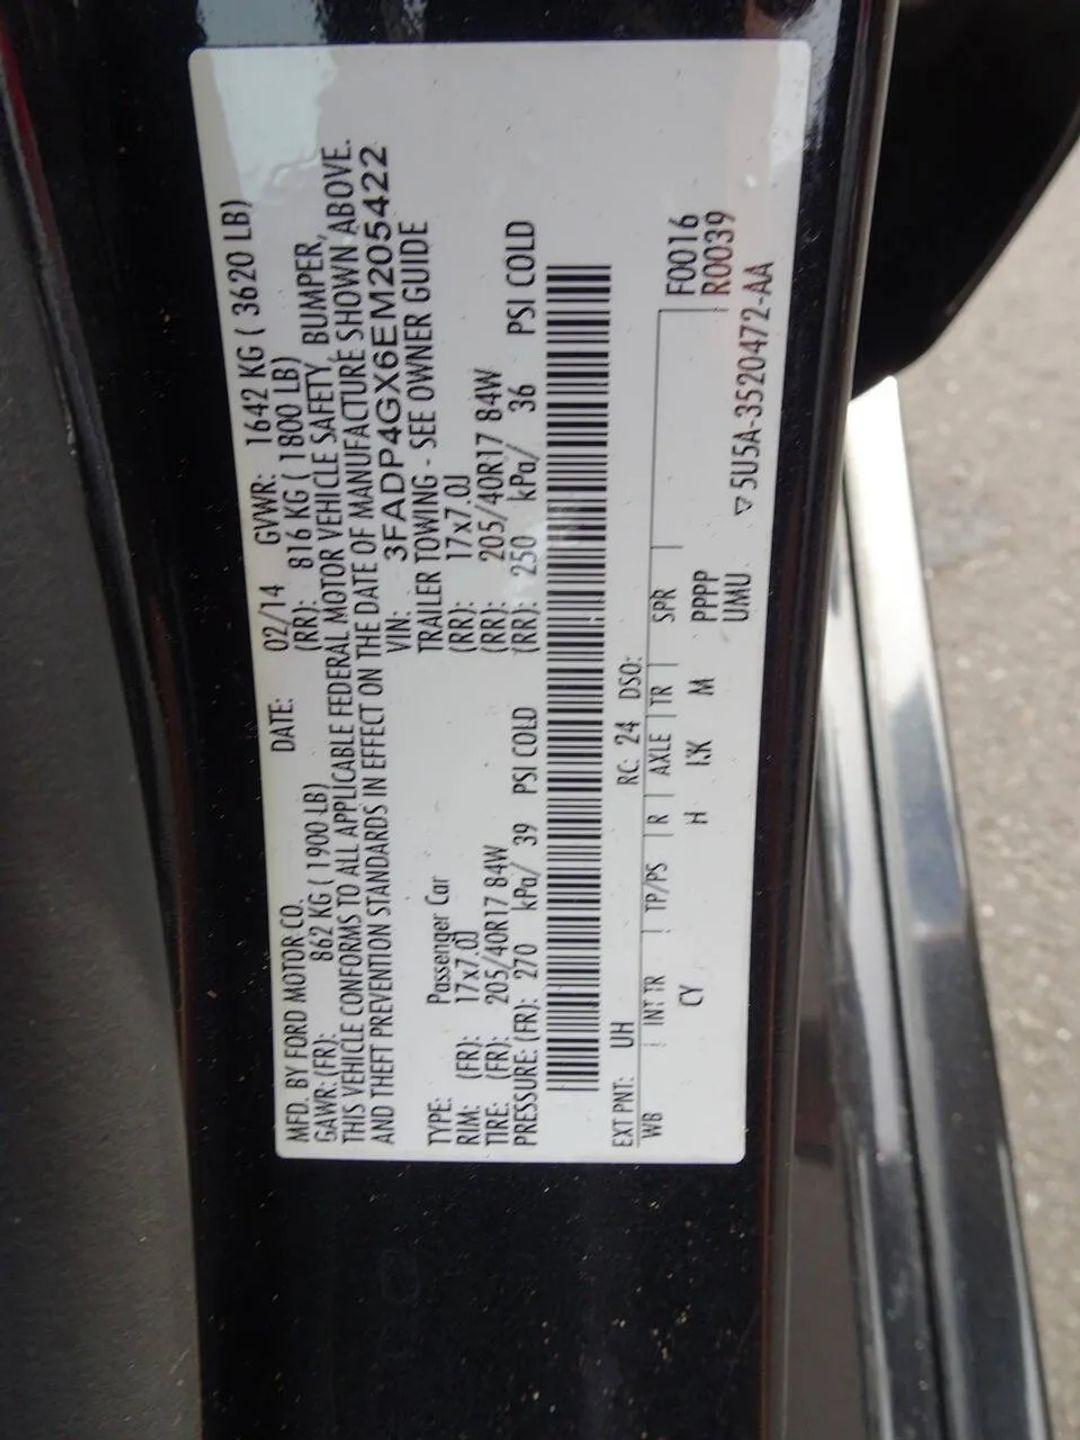 MFD. BY FORD MOTOR CO. DATE: 02/14 GVWR: 1642 KG ( 3620 LB)
GAWR: (FR): 862 KG ( 1900 LB) (RR): 816 KG ( 1800 LB)
THIS VEHICLE CONFORMS TO ALL APPLICABLE FEDERAL MOTOR VEHICLE SAFETY, BUMPER,
AND THEFT PREVENTION STANDARDS IN EFFECT ON THE DATE OF MANUFACTURE SHOWN ABOVE.
VIN: 3FADP4GX6EM205422
TYPE: Passenger Car TRAILER TOWING - SEE OWNER GUIDE
RIM: (FR): 17x7.0J (RR): 17x7.0J
TIRE: (FR): 205/40R17 84W (RR): 205/40R17 84W
PRESSURE: (FR): 270 kPa/ 39 PSI COLD (RR): 250 kPa/ 36 PSI COLD
EXT PNT: UH RC: 24 DSO:
WB INT TR TP/PS R AXLE TR SPR F0016
CY H KK M PPPP R0039
UMU ▽5U5A-3520472-AA